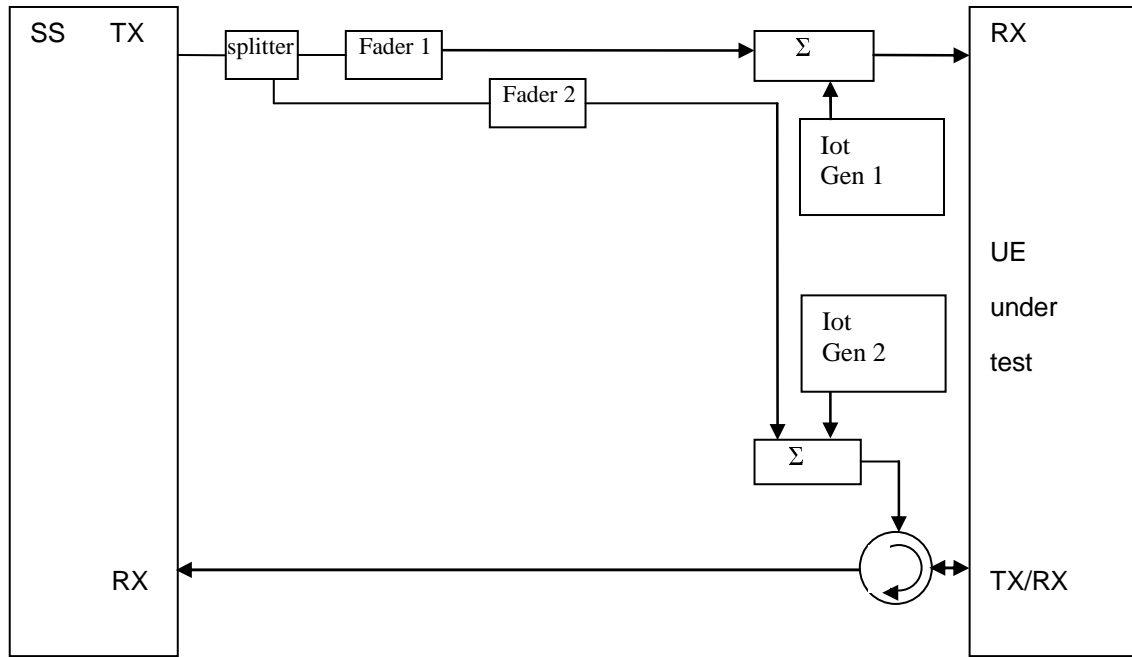 SS TX
splitter
Fader 1
Σ
RX
Fader 2
Iot
Gen 1
UE
under
test
Iot
Gen 2
Σ
RX
TX/RX